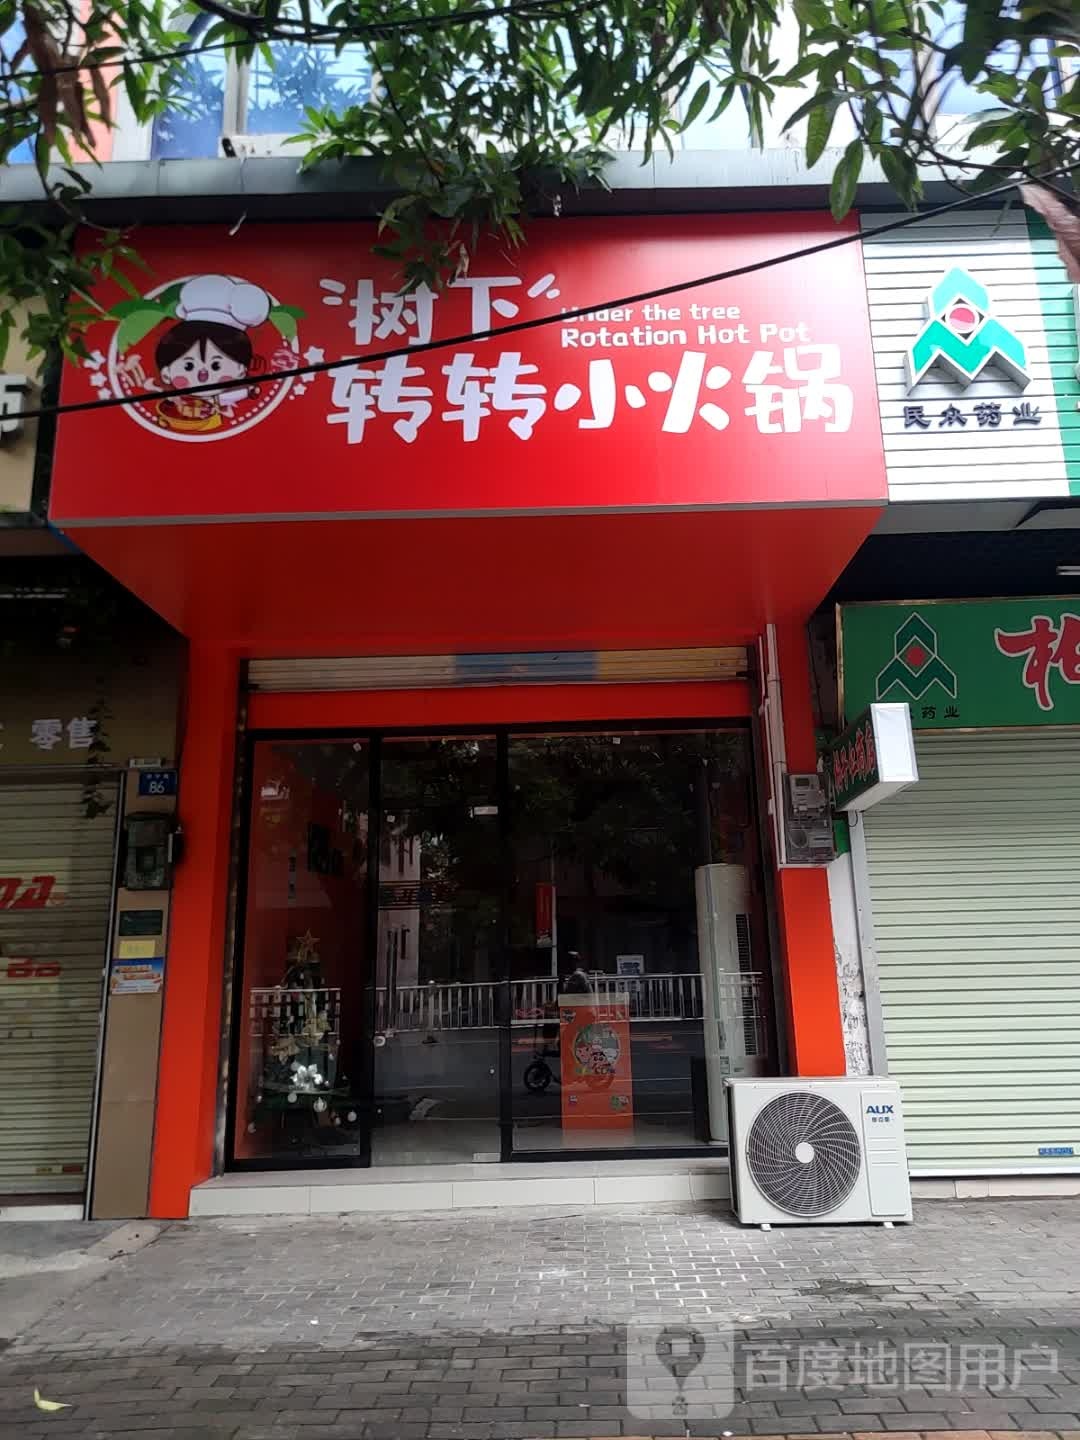 树下
Under the tree
Rotation Hot Pot
转转小火锅
民众药业
药业
零售
86
AUX
百度地图用户